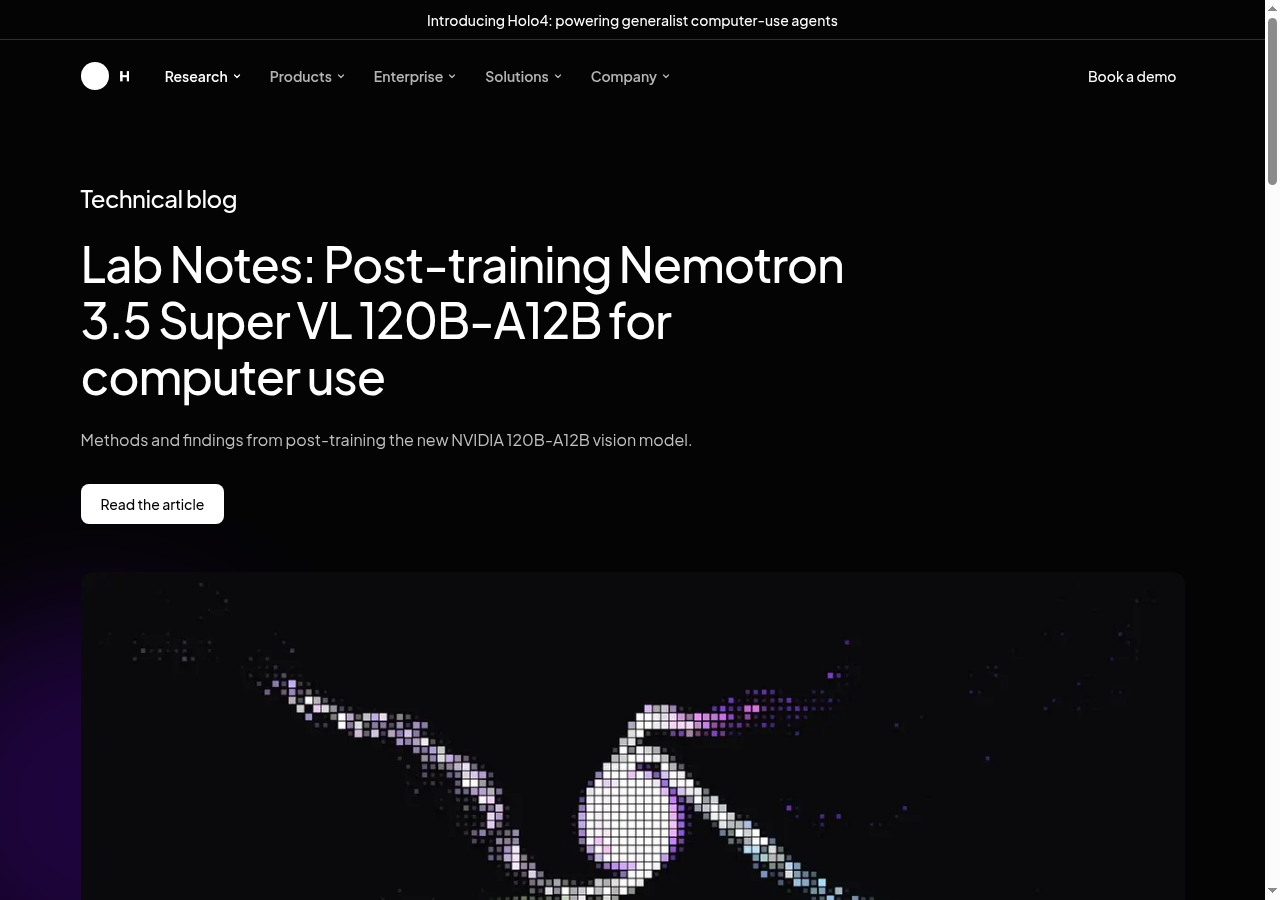 Introducing Holo4: powering generalist computer-use agents
H
Research
Products
Enterprise
Solutions
Company
Book a demo
Technical blog
Lab Notes: Post-training Nemotron
3.5 Super VL 120B-A12B for
computer use
Methods and findings from post-training the new NVIDIA 120B-A12B vision model.
Read the article